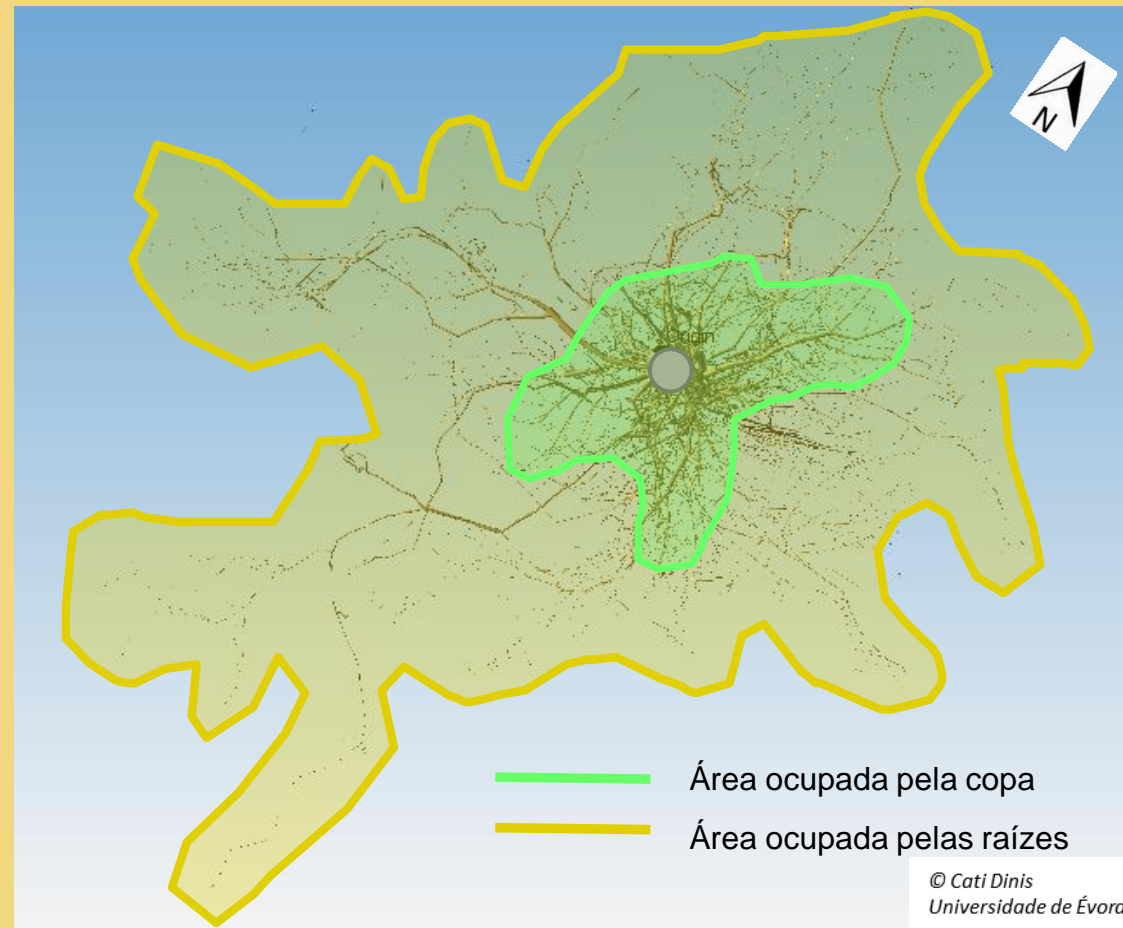 N
Área ocupada pela copa
Área ocupada pelas raízes
© Cati Dinis
Universidade de Évora